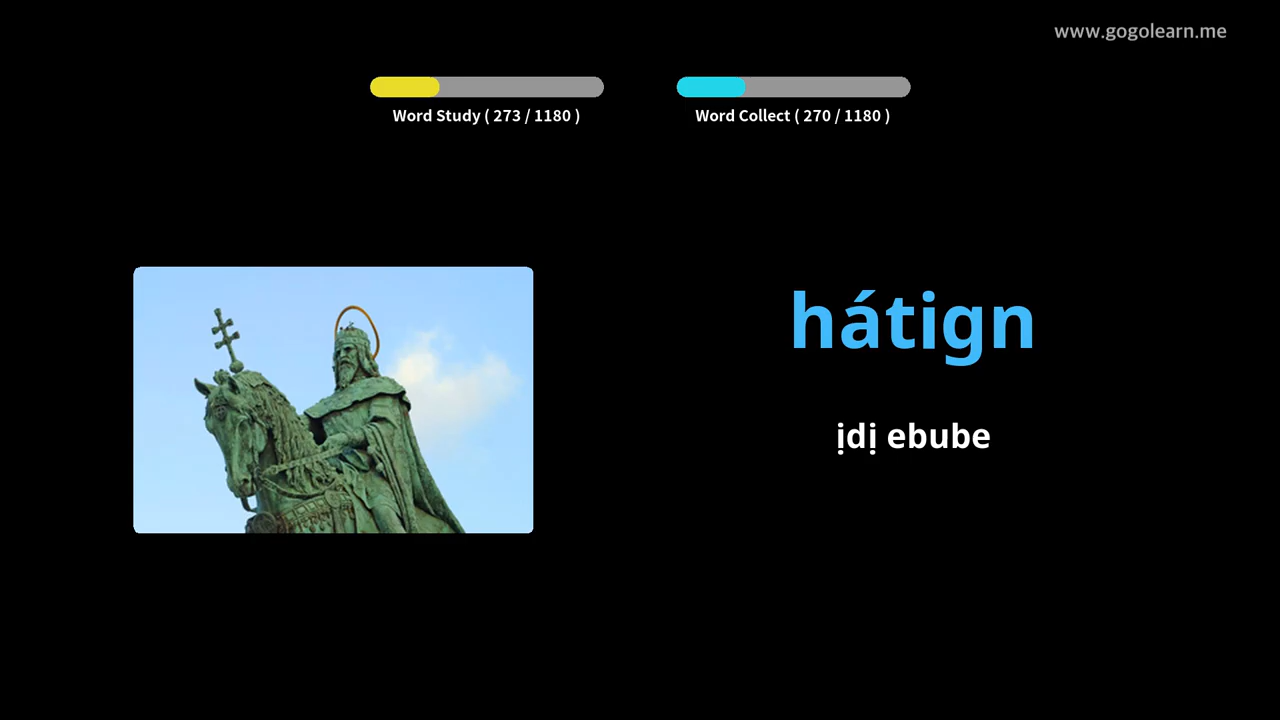 www.gogolearn.me
Word Study ( 273 / 1180 )
Word Collect ( 270 / 1180 )
hátign
ịdị ebube